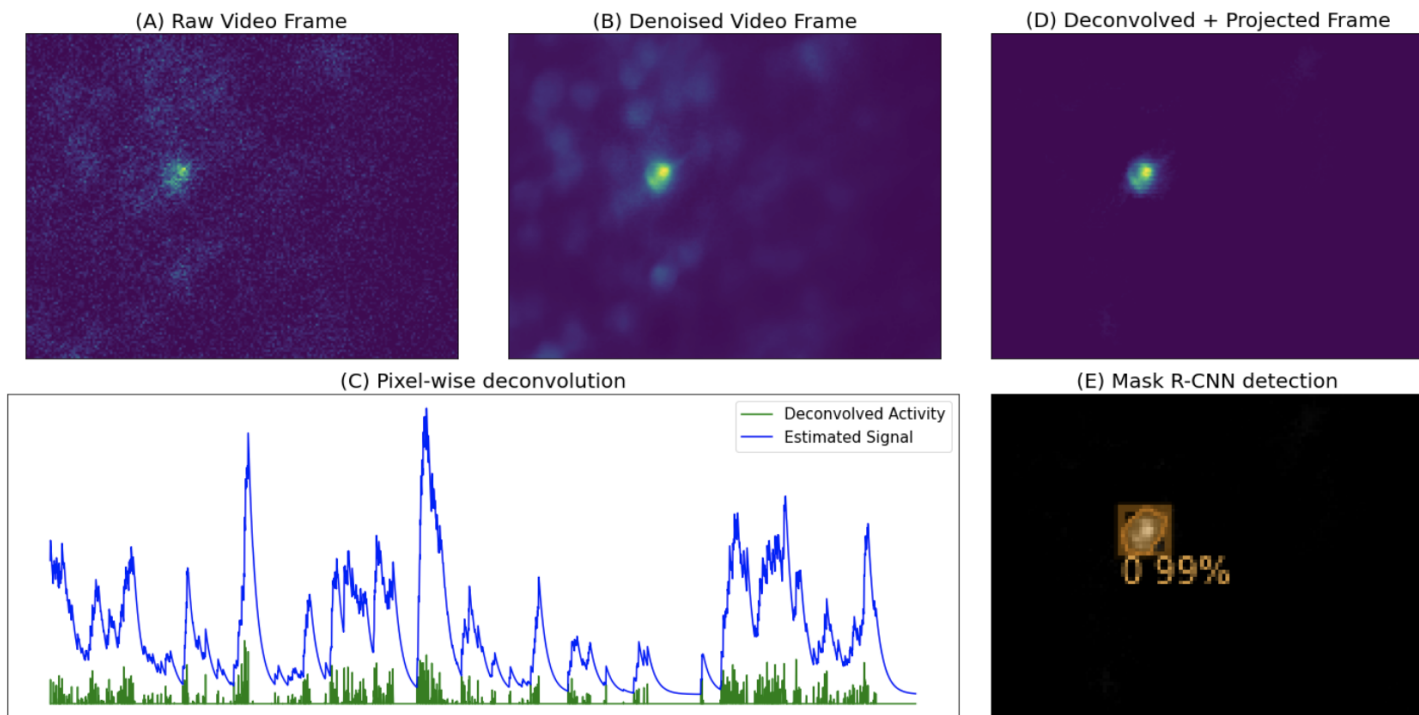 (A) Raw Video Frame
(B) Denoised Video Frame
(D) Deconvolved + Projected Frame
(C) Pixel-wise deconvolution
Deconvolved Activity
Estimated Signal
(E) Mask R-CNN detection
0 99%